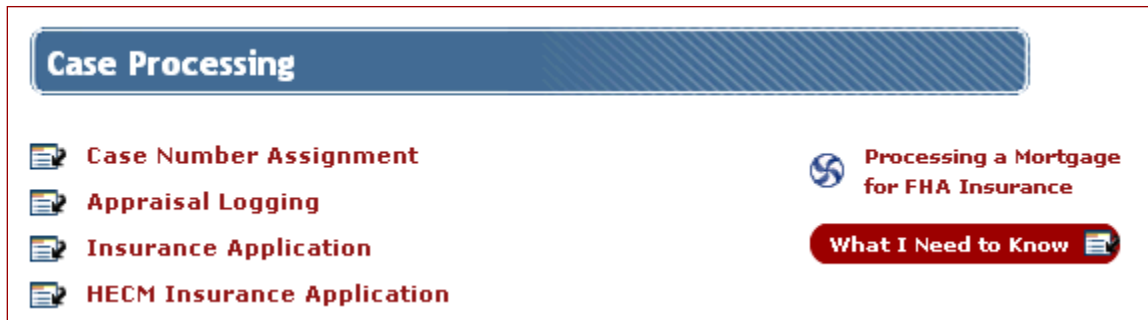 Case Processing
Case Number Assignment
Appraisal Logging
Insurance Application
HECM Insurance Application
Processing a Mortgage
for FHA Insurance
What I Need to Know